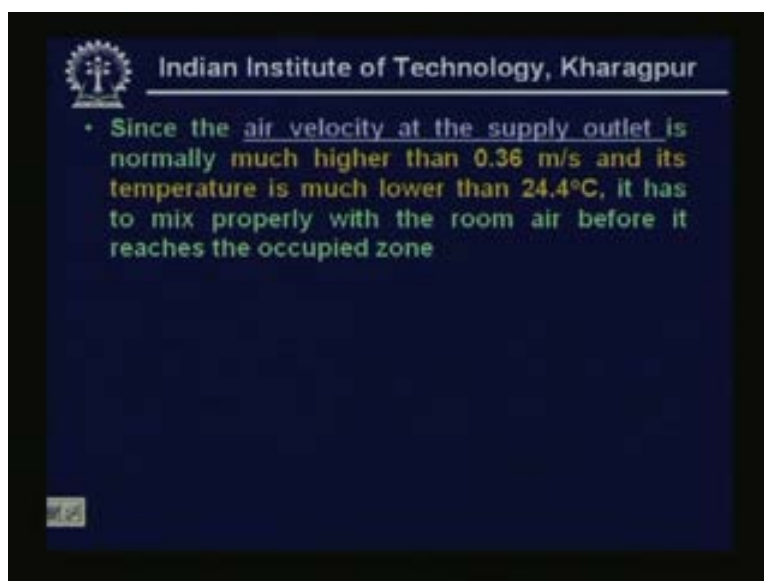 Indian Institute of Technology, Kharagpur
• Since the air velocity at the supply outlet is
normally much higher than 0.36 m/s and its
temperature is much lower than 24.4°C, it has
to mix properly with the room air before it
reaches the occupied zone